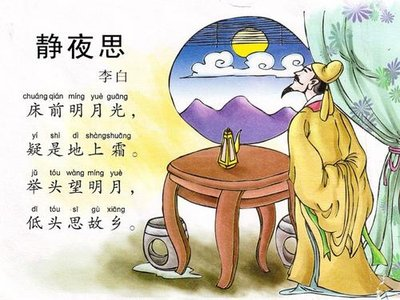 静夜思
李白
chuáng qián míng yuè guāng
床前明月光，
yí shì dì shàng shuāng
疑是地上霜。
jǔ tóu wàng míng yuè
举头望明月，
dī tóu sī gù xiāng
低头思故乡。